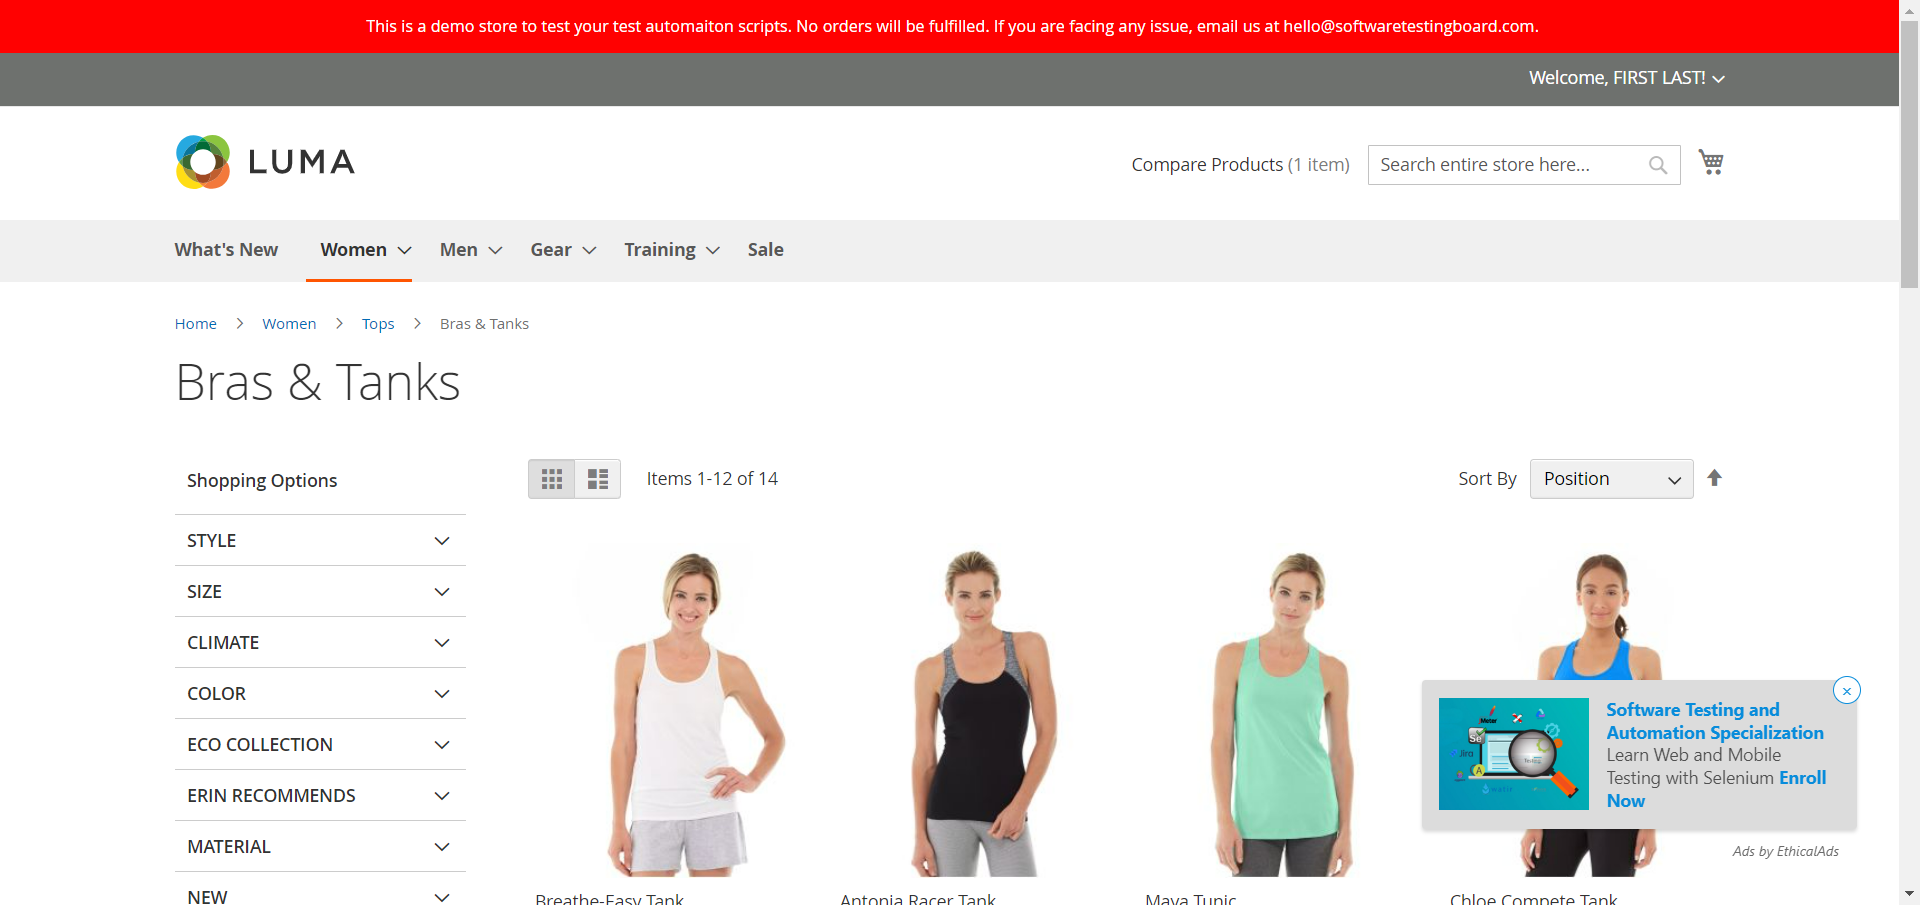 This is a demo store to test your test automaiton scripts. No orders will be fulfilled. If you are facing any issue, email us at hello@softwaretestingboard.com.
Welcome, FIRST LAST!
LUMA
Compare Products (1 item)
Search entire store here...
What's New
Women
Men
Gear
Training
Sale
Home
Women
Tops
Bras & Tanks
Bras & Tanks
Shopping Options
Items 1-12 of 14
Sort By
Position
STYLE
SIZE
CLIMATE
COLOR
ECO COLLECTION
ERIN RECOMMENDS
MATERIAL
NEW
Breathe-Easy Tank
Antonia Racer Tank
Maya Tunic
Chloe Compete Tank
Meter
Se
Jira
A
Software Testing and
Automation Specialization
Learn Web and Mobile
Testing with Selenium Enroll
Now
Ads by EthicalAds